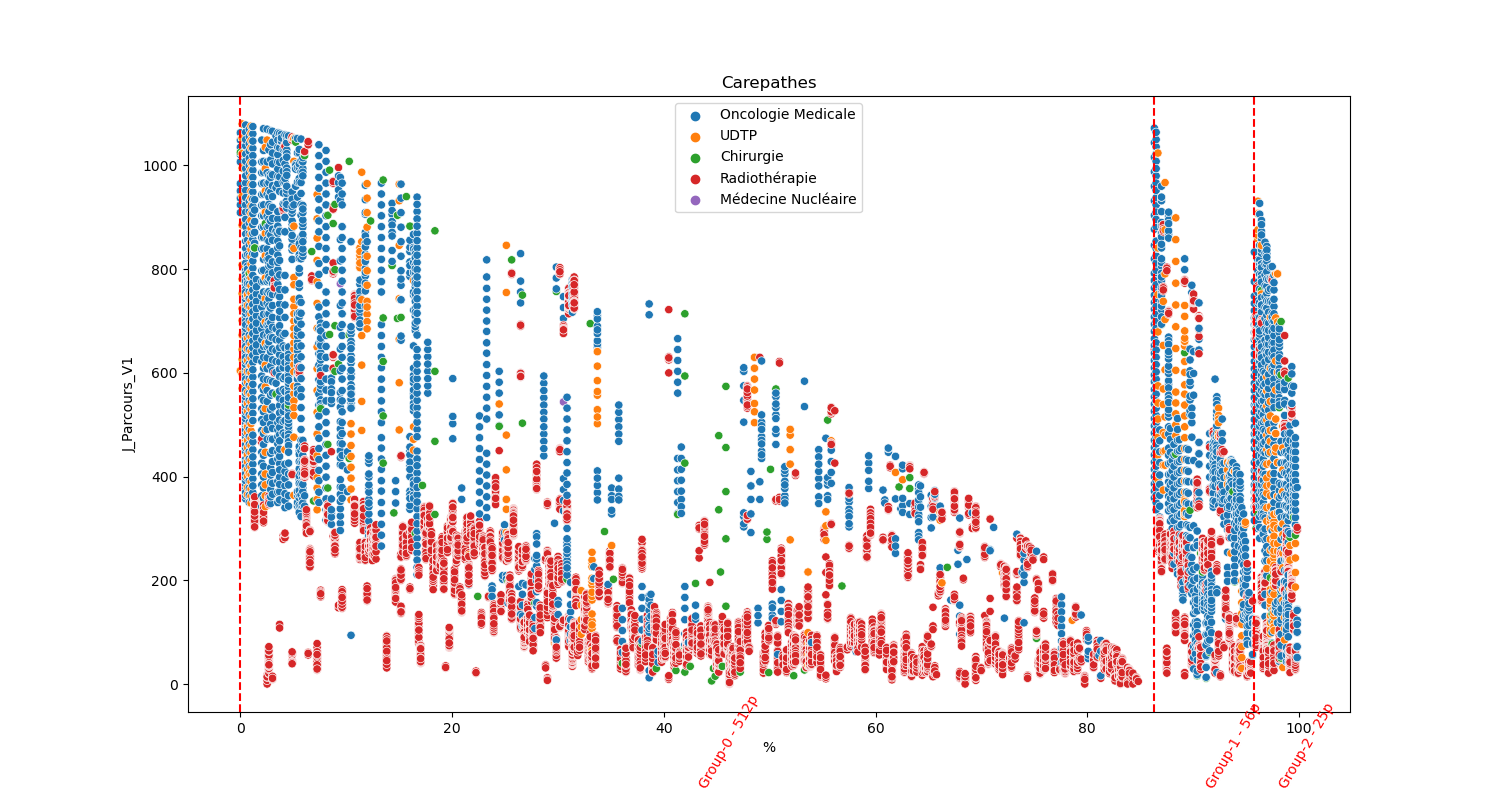 Carepathes
Oncologie Medicale
UDTP
Chirurgie
Radiothérapie
Médecine Nucléaire
J_Parcours_V1
1000
800
600
400
200
0
0
20
40
60
80
100
%
Group-0 - 512p
Group-1 - 56p
Group-2 - 25p